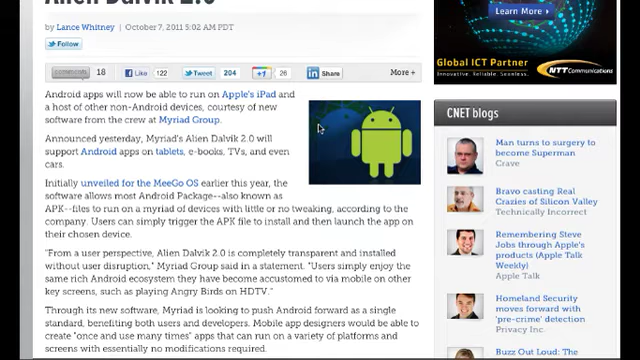 Alien Dalvik 2.0
by Lance Whitney | October 7, 2011 5:02 AM PDT
Follow
COMMENTS 18 Like 122 Tweet 204 +1 26 Share More +
Android apps will now be able to run on Apple's iPad and
a host of other non-Android devices, courtesy of new
software from the crew at Myriad Group.
Announced yesterday, Myriad's Alien Dalvik 2.0 will
support Android apps on tablets, e-books, TVs, and even
cars.
Initially unveiled for the MeeGo OS earlier this year, the
software allows most Android Package--also known as
APK--files to run on a myriad of devices with little or no tweaking, according to the
company. Users can simply trigger the APK file to install and then launch the app on
their chosen device.
"From a user perspective, Alien Dalvik 2.0 is completely transparent and installed
without user disruption," Myriad Group said in a statement. "Users simply enjoy the
same rich Android ecosystem they have become accustomed to via mobile on other
key screens, such as playing Angry Birds on HDTV."
Through its new software, Myriad is looking to push Android forward as a single
standard, benefiting both users and developers. Mobile app designers would be able to
create "once and use many times" apps that can run on a variety of platforms and
screens with essentially no modifications required.
Learn More
Global ICT Partner
Innovative. Reliable. Seamless.
NTT Communications
CNET blogs
Man turns to surgery to
become Superman
Crave
Bravo casting Real
Crazies of Silicon Valley
Technically Incorrect
Remembering Steve
Jobs through Apple's
products (Apple Talk
Weekly)
Apple Talk
Homeland Security
moves forward with
'pre-crime' detection
Privacy Inc.
Buzz Out Loud: The